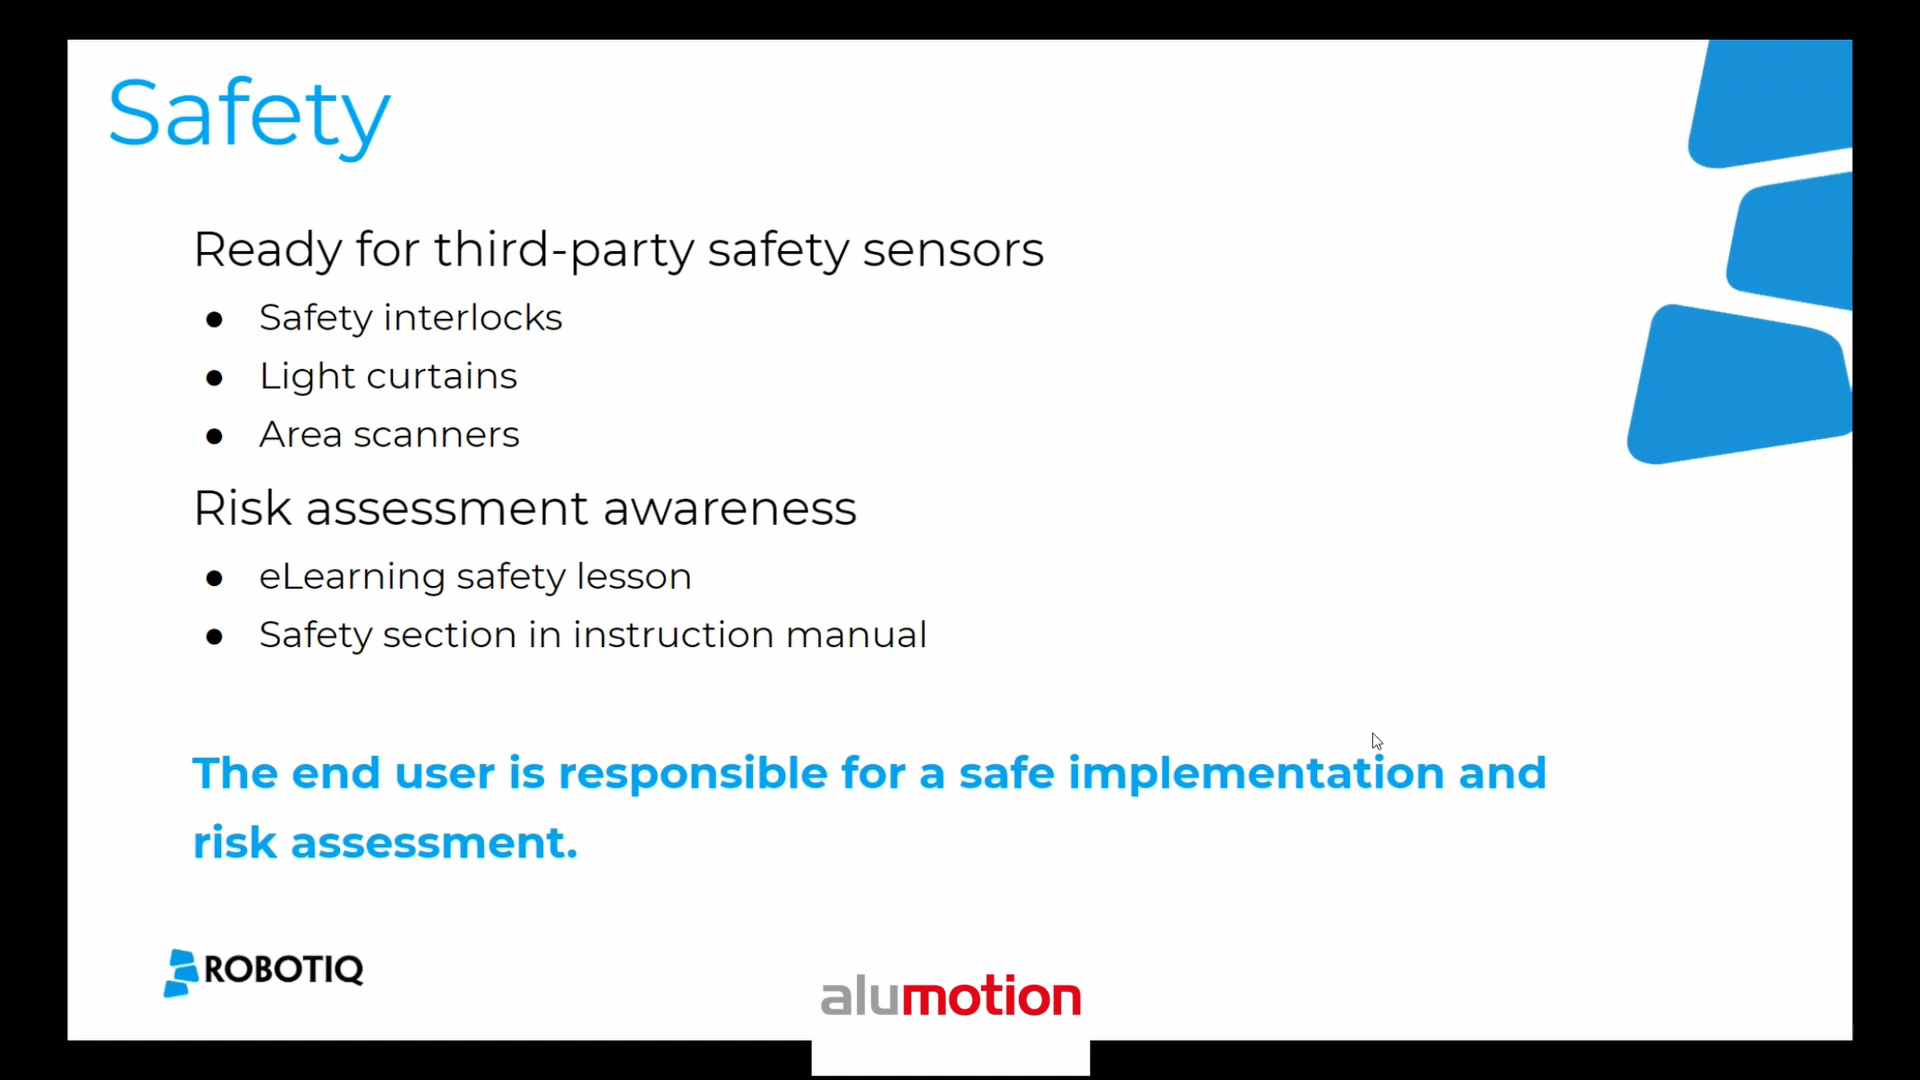 Safety
Ready for third-party safety sensors
● Safety interlocks
● Light curtains
● Area scanners
Risk assessment awareness
● eLearning safety lesson
● Safety section in instruction manual
The end user is responsible for a safe implementation and
risk assessment.
ROBOTIQ
alumotion